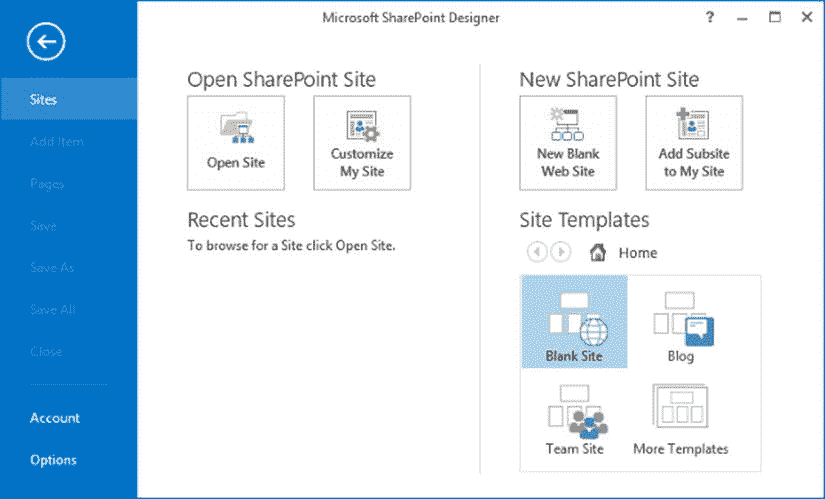 Microsoft SharePoint Designer
?
Sites
Add Item
Pages
Save
Save As
Save All
Close
Account
Options
Open SharePoint Site
Open Site
Customize
My Site
Recent Sites
To browse for a Site click Open Site.
New SharePoint Site
New Blank
Web Site
Add Subsite
to My Site
Site Templates
Home
Blank Site
Blog
Team Site
More Templates